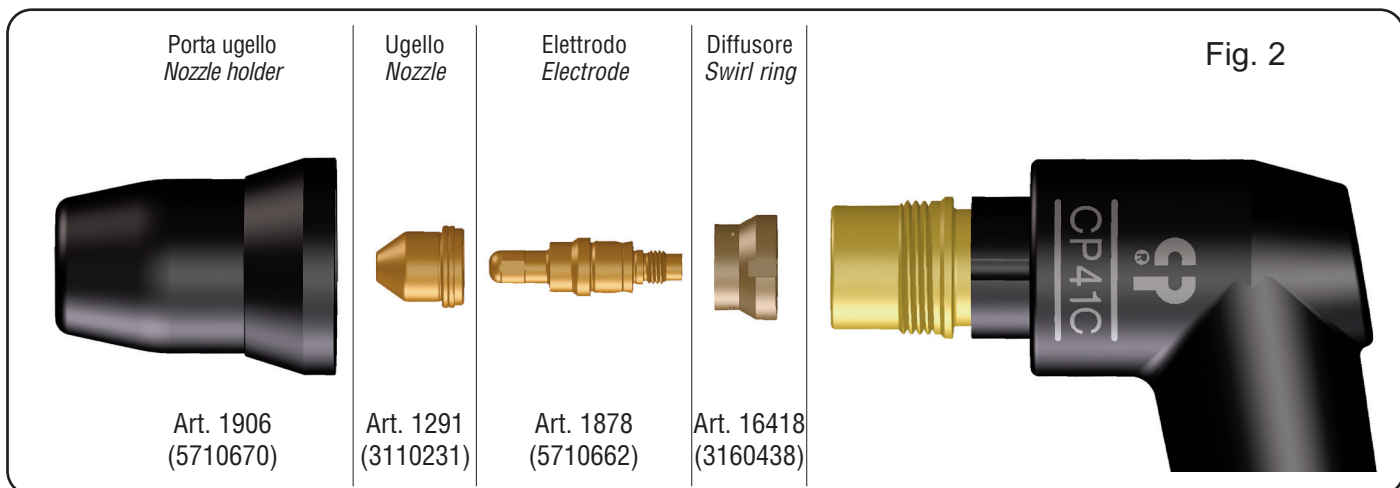 Porta ugello
Nozzle holder
Art. 1906
(5710670)
Ugello
Nozzle
Art. 1291
(3110231)
Elettrodo
Electrode
Art. 1878
(5710662)
Diffusore
Swirl ring
Art. 16418
(3160438)
Fig. 2
CP41C
CP®